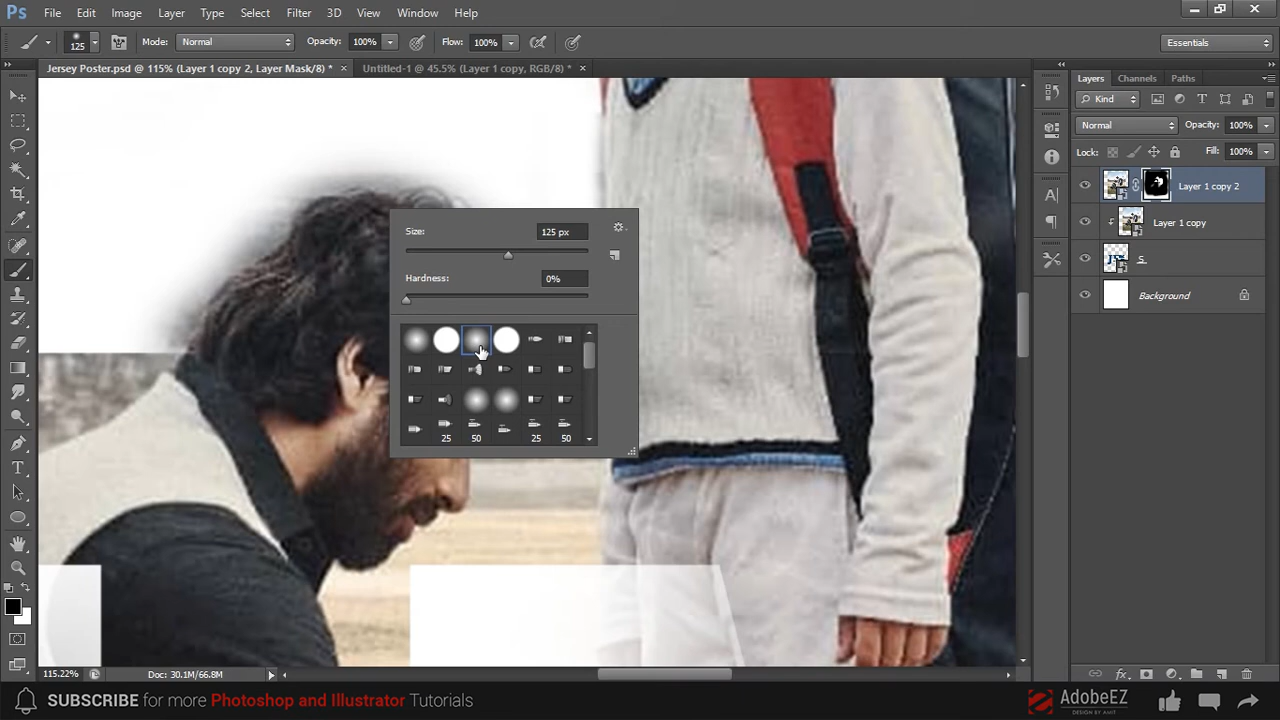 Ps File Edit Image Layer Type Select Filter 3D View Window Help
125 Mode: Normal Opacity: 100% Flow: 100% Essentials
Jersey Poster.psd @ 115% (Layer 1 copy 2, Layer Mask/8) * × Untitled-1 @ 45.5% (Layer 1 copy, RGB/8) * ×
Layers Channels Paths
Kind
Normal Opacity: 100%
Lock: Fill: 100%
Layer 1 copy 2
Layer 1 copy
Background
Size: 125 px
Hardness: 0%
25 50 25 50
115.22% Doc: 30.1M/66.8M
SUBSCRIBE for more Photoshop and Illustrator Tutorials
AdobeEZ
DESIGN BY AMIT